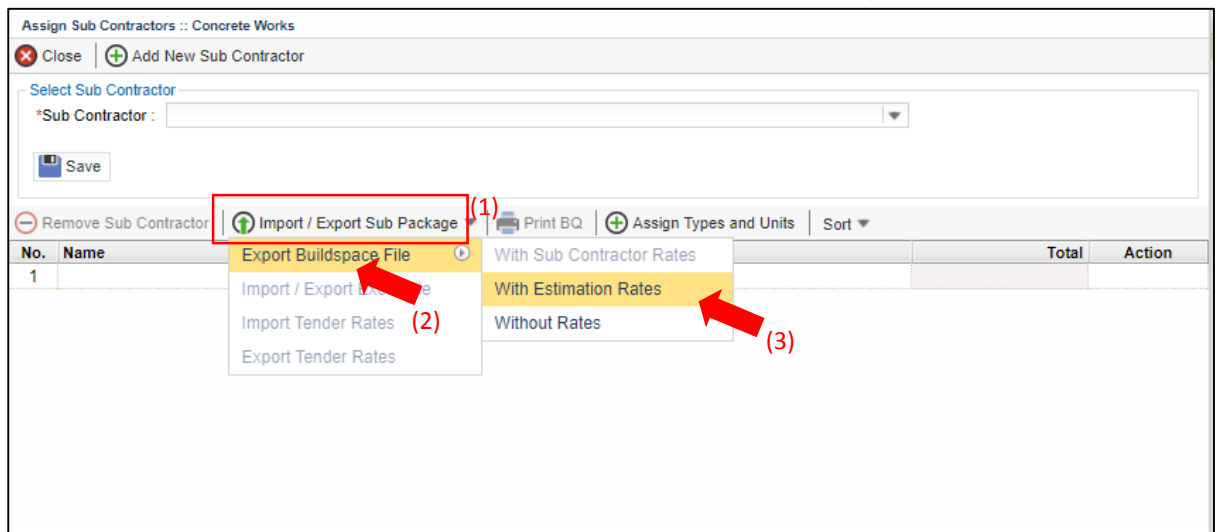 Assign Sub Contractors :: Concrete Works
Close Add New Sub Contractor
Select Sub Contractor
*Sub Contractor :
Save
Remove Sub Contractor Import / Export Sub Package (1) Print BQ Assign Types and Units Sort
No. Name Total Action
1
Export Buildspace File With Sub Contractor Rates
Import / Export With Estimation Rates
Import Tender Rates (2) Without Rates (3)
Export Tender Rates